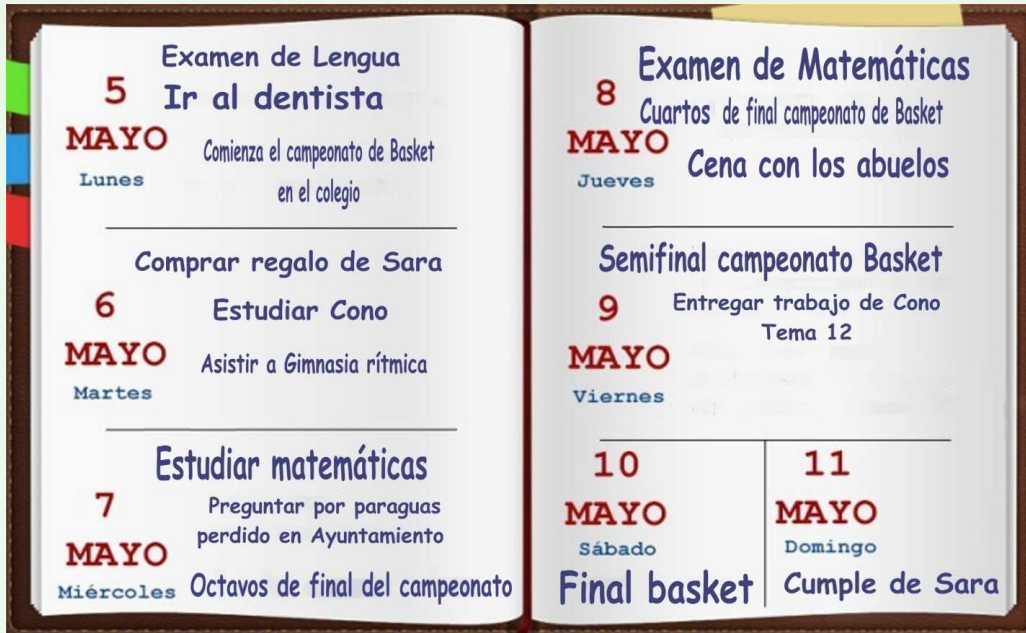 Examen de Lengua
5
Ir al dentista
MAYO
Comienza el campeonato de Basket
en el colegio
Lunes
Comprar regalo de Sara
6
Estudiar Cono
MAYO
Asistir a Gimnasia rítmica
Martes
Estudiar matemáticas
7
Preguntar por paraguas
perdido en Ayuntamiento
MAYO
Miércoles
Octavos de final del campeonato
Examen de Matemáticas
8
Cuartos de final campeonato de Basket
MAYO
Cena con los abuelos
Jueves
Semifinal campeonato Basket
9
Entregar trabajo de Cono
Tema 12
MAYO
Viernes
10
MAYO
Sábado
Final basket
11
MAYO
Domingo
Cumple de Sara